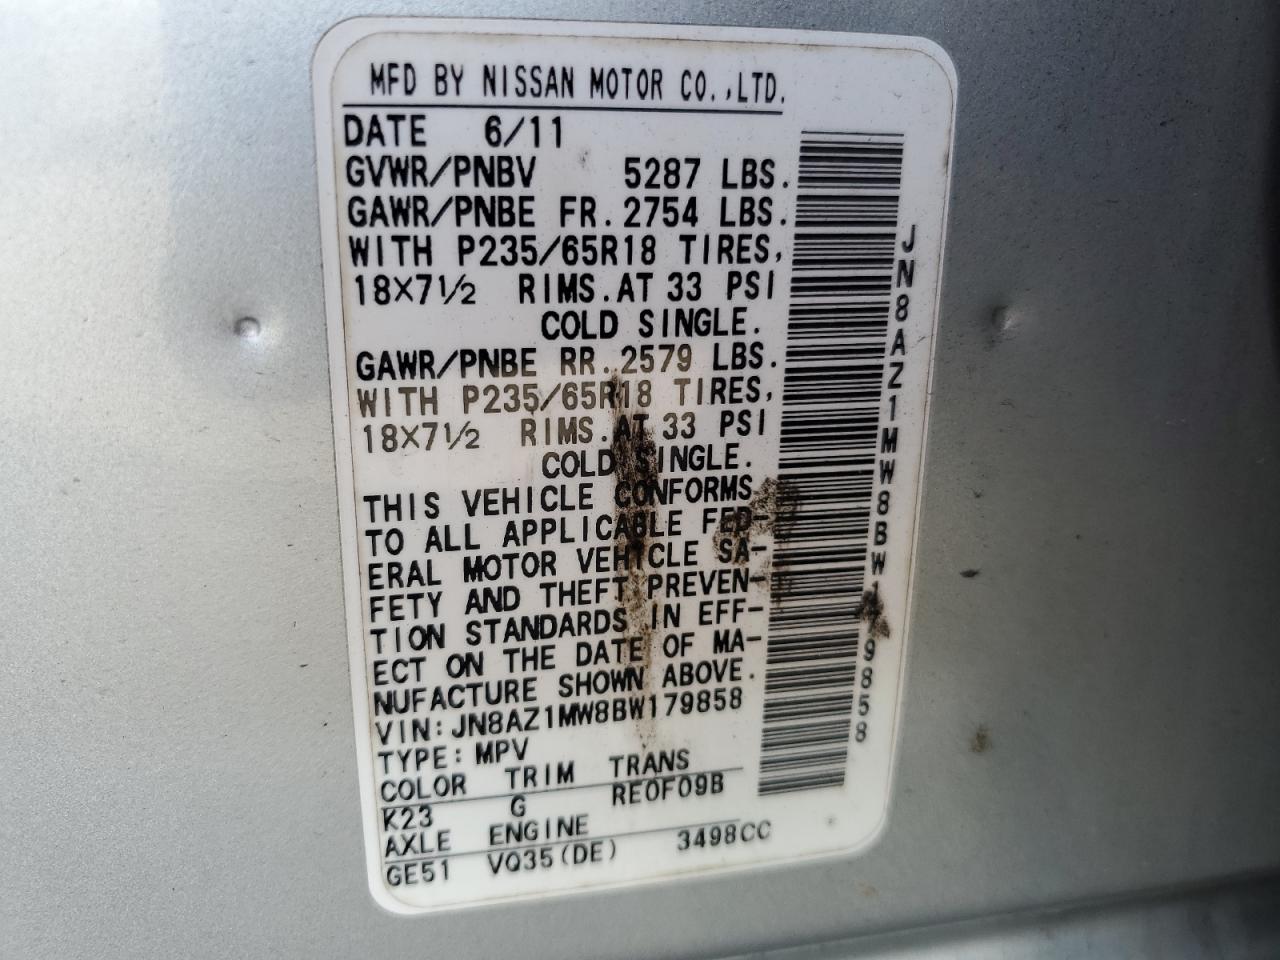 MFD BY NISSAN MOTOR CO.,LTD.
DATE 6/11
GVWR/PNBV 5287 LBS.
GAWR/PNBE FR. 2754 LBS.
WITH P235/65R18 TIRES,
18×7½ RIMS. AT 33 PSI
COLD SINGLE.
GAWR/PNBE RR. 2579 LBS.
WITH P235/65R18 TIRES,
18×7½ RIMS. AT 33 PSI
COLD SINGLE.
THIS VEHICLE CONFORMS
TO ALL APPLICABLE FED-
ERAL MOTOR VEHICLE SA-
FETY AND THEFT PREVEN-
TION STANDARDS IN EFF-
ECT ON THE DATE OF MA-
NUFACTURE SHOWN ABOVE.
VIN: JN8AZ1MW8BW179858
TYPE: MPV
COLOR TRIM TRANS
K23 G RE0F09B
AXLE ENGINE
GE51 VQ35(DE) 3498CC
JN8AZ1MW8BW179858